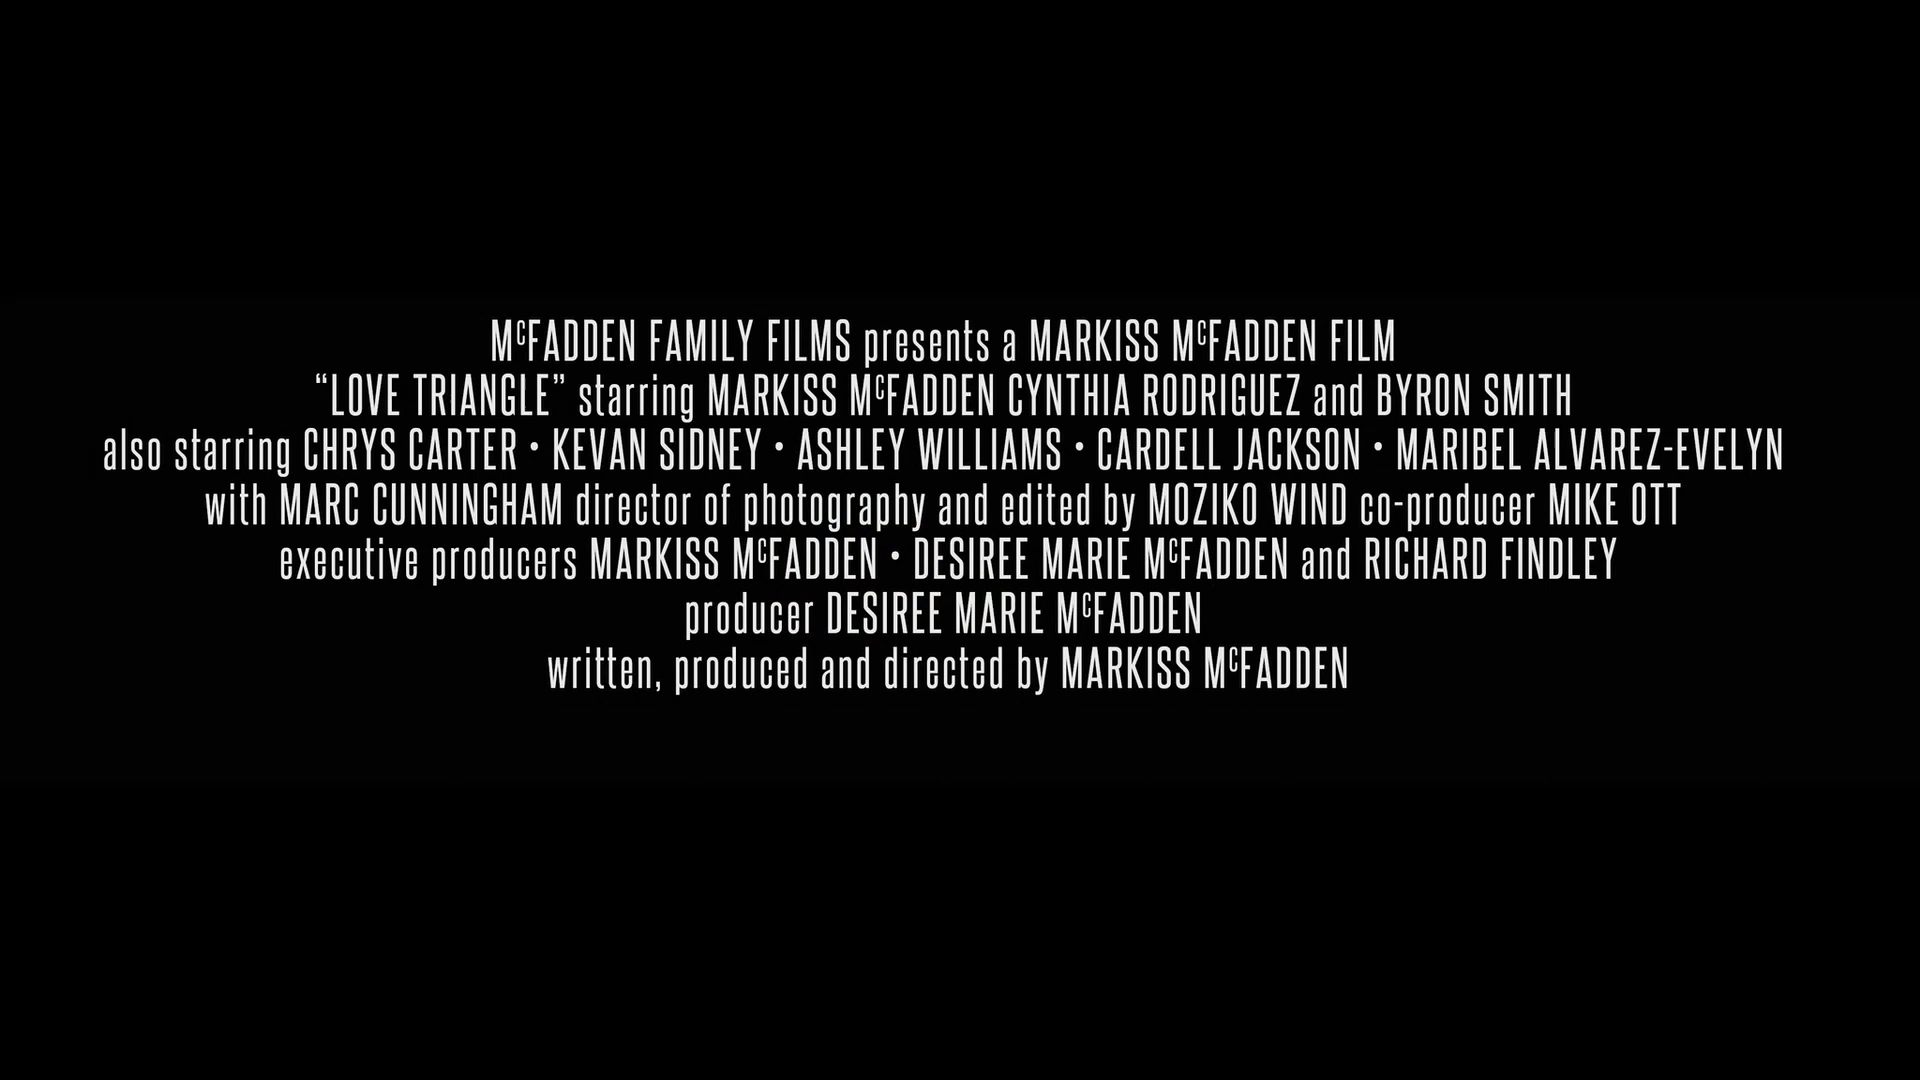 McFADDEN FAMILY FILMS presents a MARKISS McFADDEN FILM
“LOVE TRIANGLE” starring MARKISS McFADDEN CYNTHIA RODRIGUEZ and BYRON SMITH
also starring CHRYS CARTER • KEVAN SIDNEY • ASHLEY WILLIAMS • CARDELL JACKSON • MARIBEL ALVAREZ-EVELYN
with MARC CUNNINGHAM director of photography and edited by MOZIKO WIND co-producer MIKE OTT
executive producers MARKISS McFADDEN • DESIREE MARIE McFADDEN and RICHARD FINDLEY
producer DESIREE MARIE McFADDEN
written, produced and directed by MARKISS McFADDEN